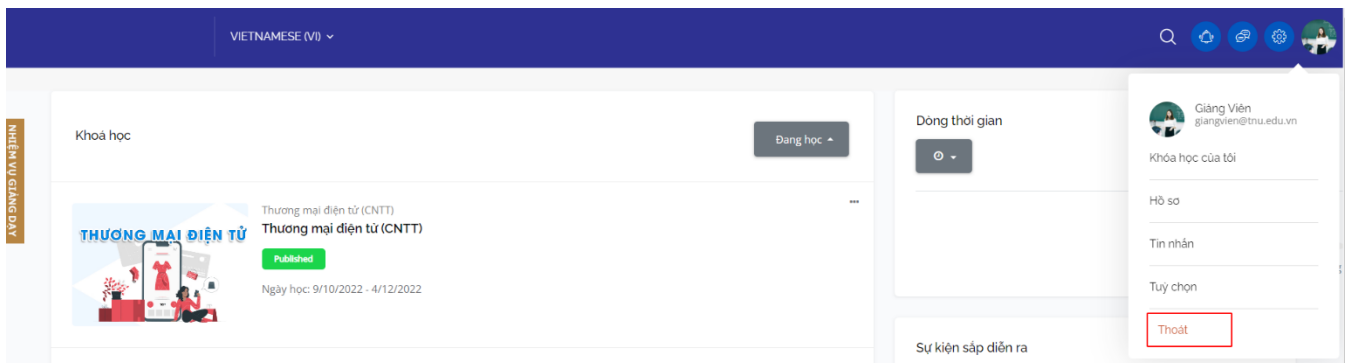 VIETNAMESE (VI)
NHIỆM VỤ GIẢNG DẠY
Khoá học
Đang học
THƯƠNG MẠI ĐIỆN TỬ
Thương mại điện tử (CNTT)
Thương mại điện tử (CNTT)
Published
Ngày học: 9/10/2022 - 4/12/2022
Dòng thời gian
Sự kiện sắp diễn ra
Giảng Viên
giangvien@tnu.edu.vn
Khóa học của tôi
Hồ sơ
Tin nhắn
Tuỳ chọn
Thoát